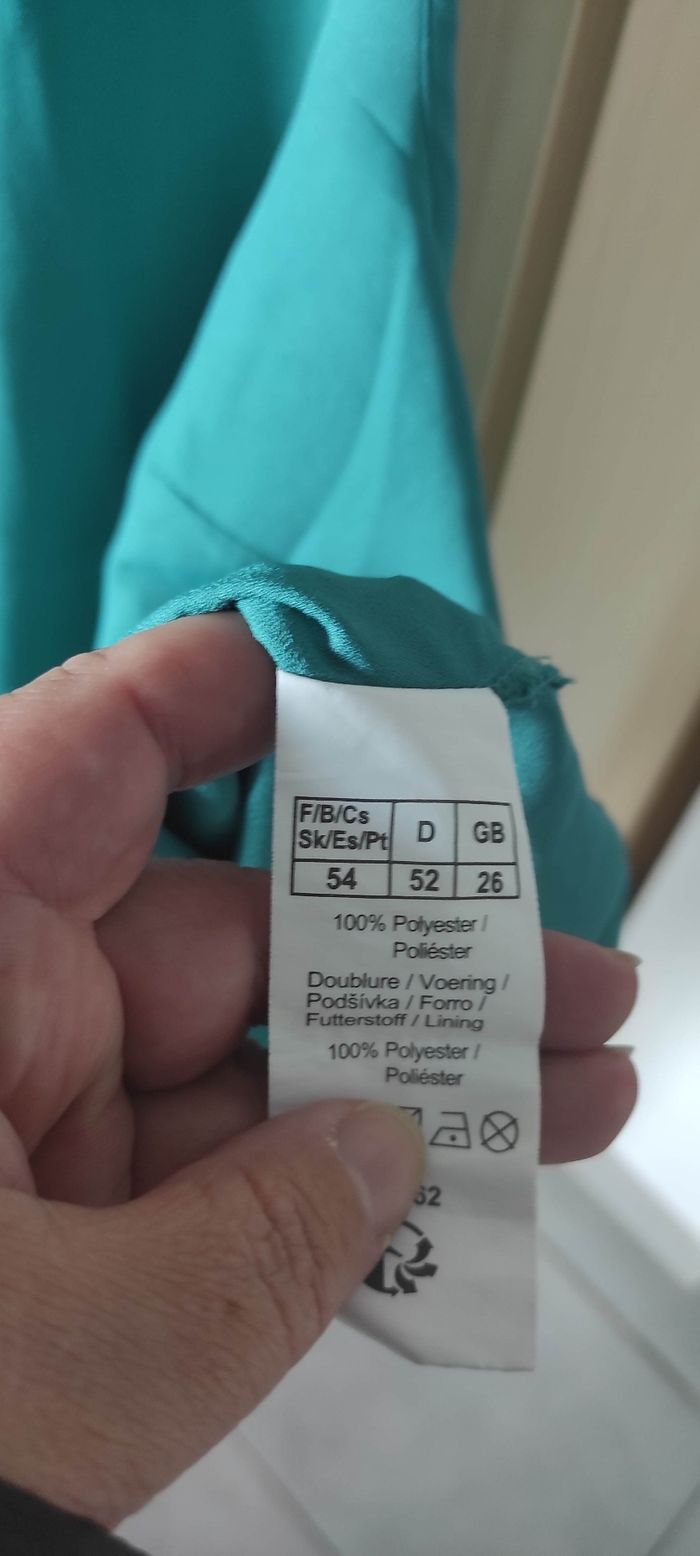 F/B/Cs D GB
Sk/Es/Pt
54 52 26
100% Polyester /
Poliéster
Doublure / Voering /
Podšívka / Forro /
Futterstoff / Lining
100% Polyester /
Poliéster
62